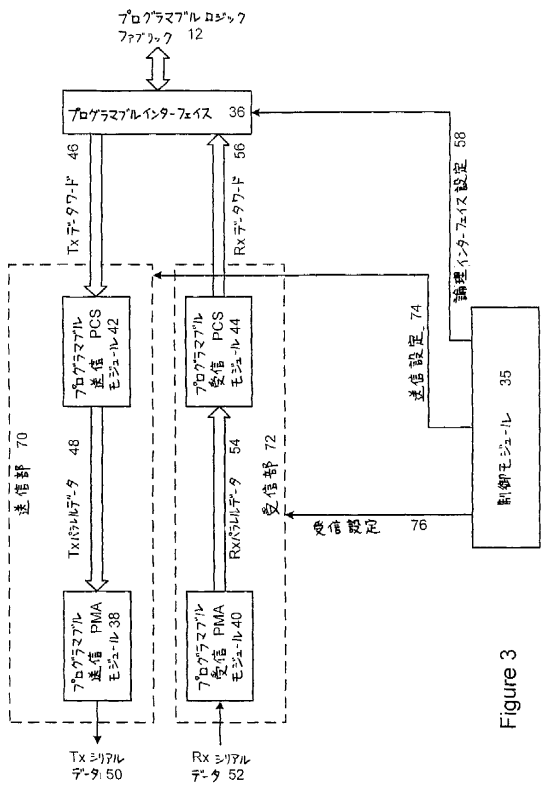 プログラマブル ロジック
ファブリック 12
プログラマブルインターフェイス 36
Txデータワード 46
Rxデータワード 56
論理インターフェイス設定 58
プログラマブル
送信 PCS
モジュール42
プログラマブル
受信 PCS
モジュール44
送信設定 74
送信部 70
Txパラレルデータ 48
Rxパラレルデータ 54
受信部 72
制御モジュール 35
受信設定 76
プログラマブル
送信 PMA
モジュール38
プログラマブル
受信 PMA
モジュール40
Tx シリアル
データ 50
Rx シリアル
データ 52
Figure 3